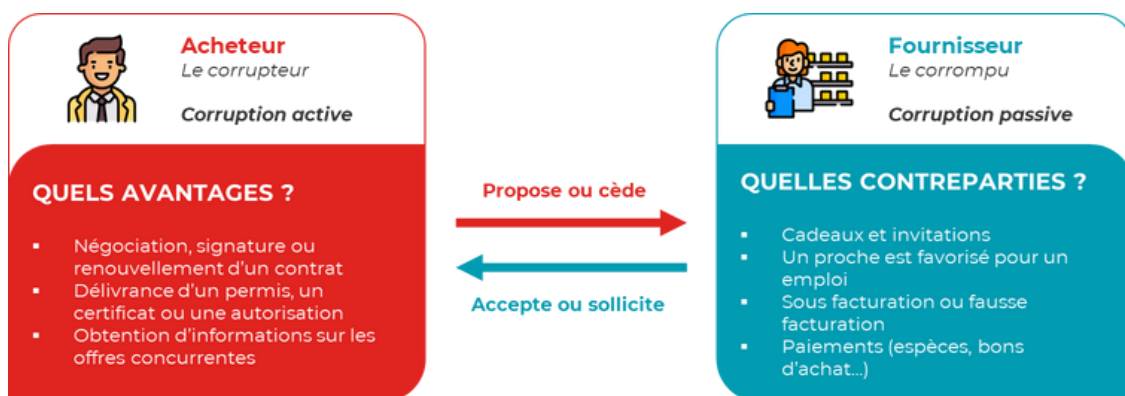 Acheteur
Le corrupteur
Corruption active
QUELS AVANTAGES ?
▪ Négociation, signature ou
renouvellement d'un contrat
▪ Délivrance d'un permis, un
certificat ou une autorisation
▪ Obtention d'informations sur les
offres concurrentes
Propose ou cède
Accepte ou sollicite
Fournisseur
Le corrompu
Corruption passive
QUELLES CONTREPARTIES ?
▪ Cadeaux et invitations
▪ Un proche est favorisé pour un
emploi
▪ Sous facturation ou fausse
facturation
▪ Paiements (espèces, bons
d'achat...)